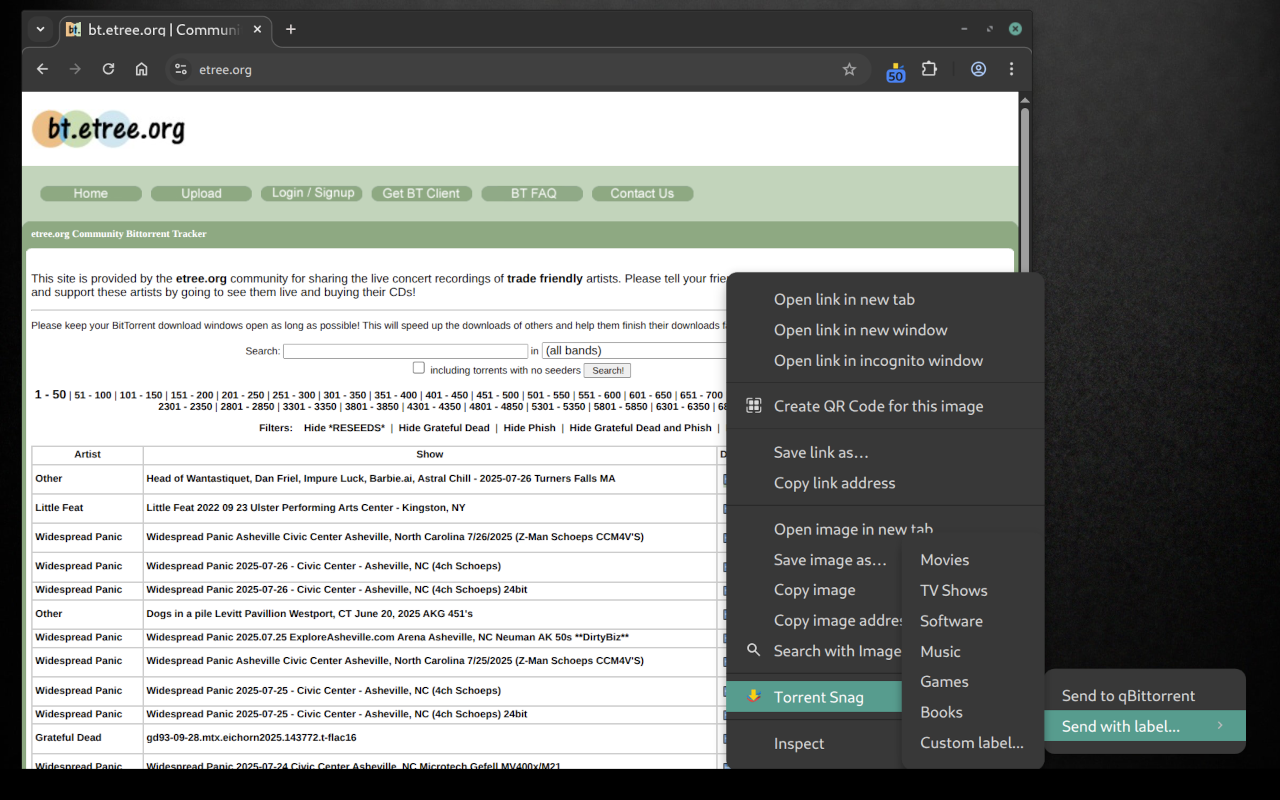 bt.etree.org | Communi
etree.org
50
bt.etree.org
Home Upload Login / Signup Get BT Client BT FAQ Contact Us
etree.org Community Bittorrent Tracker
This site is provided by the etree.org community for sharing the live concert recordings of trade friendly artists. Please tell your
and support these artists by going to see them live and buying their CDs!
Please keep your BitTorrent download windows open as long as possible! This will speed up the downloads of others and help them finish their downloads
Search: in (all bands)
including torrents with no seeders Search!
1 - 50 | 51 - 100 | 101 - 150 | 151 - 200 | 201 - 250 | 251 - 300 | 301 - 350 | 351 - 400 | 401 - 450 | 451 - 500 | 501 - 550 | 551 - 600 | 601 - 650 | 651 - 700
2301 - 2350 | 2801 - 2850 | 3301 - 3350 | 3801 - 3850 | 4301 - 4350 | 4801 - 4850 | 5301 - 5350 | 5801 - 5850 | 6301 - 6350 |
Filters: Hide *RESEEDS* | Hide Grateful Dead | Hide Phish | Hide Grateful Dead and Phish |
Artist Show
Other Head of Wantastiquet, Dan Friel, Impure Luck, Barbie.ai, Astral Chill - 2025-07-26 Turners Falls MA
Little Feat Little Feat 2022 09 23 Ulster Performing Arts Center - Kingston, NY
Widespread Panic Widespread Panic Asheville Civic Center Asheville, North Carolina 7/26/2025 (Z-Man Schoeps CCM4V'S)
Widespread Panic Widespread Panic 2025-07-26 - Civic Center - Asheville, NC (4ch Schoeps)
Widespread Panic Widespread Panic 2025-07-26 - Civic Center - Asheville, NC (4ch Schoeps) 24bit
Other Dogs in a pile Levitt Pavillion Westport, CT June 20, 2025 AKG 451's
Widespread Panic Widespread Panic 2025.07.25 ExploreAsheville.com Arena Asheville, NC Neuman AK 50s **DirtyBiz**
Widespread Panic Widespread Panic Asheville Civic Center Asheville, North Carolina 7/25/2025 (Z-Man Schoeps CCM4V'S)
Widespread Panic Widespread Panic 2025-07-25 - Civic Center - Asheville, NC (4ch Schoeps)
Widespread Panic Widespread Panic 2025-07-25 - Civic Center - Asheville, NC (4ch Schoeps) 24bit
Grateful Dead gd93-09-28.mtx.eichorn2025.143772.t-flac16
Widespread Panic Widespread Panic 2025-07-24 Civic Center Asheville, NC Microtech Gefell MV400x/M21
Open link in new tab
Open link in new window
Open link in incognito window
Create QR Code for this image
Save link as…
Copy link address
Open image in new tab
Save image as…
Copy image
Copy image addres
Search with Image
Torrent Snag
Inspect
Movies
TV Shows
Software
Music
Games
Books
Custom label...
Send to qBittorrent
Send with label...